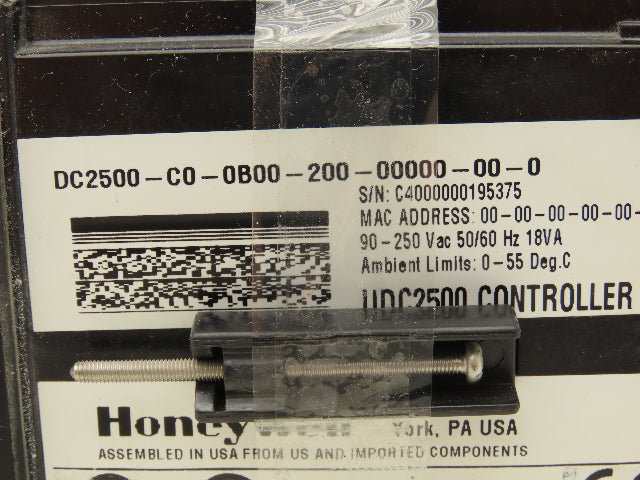 DC2500-C0-0B00-200-00000-00-0
S/N: C4000000195375
MAC ADDRESS: 00-00-00-00-00-
90-250 Vac 50/60 Hz 18VA
Ambient Limits: 0-55 Deg.C
UDC2500 CONTROLLER
Honeywell York, PA USA
ASSEMBLED IN USA FROM US AND IMPORTED COMPONENTS